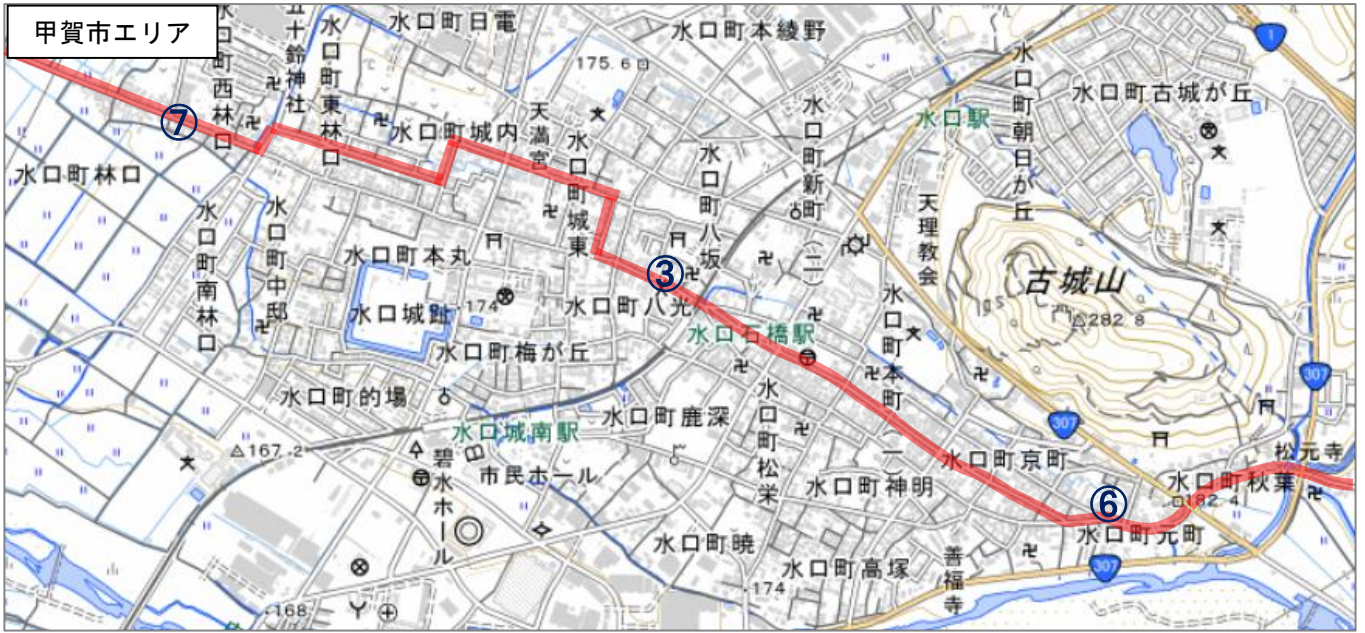 甲賀市エリア
水口町日電
水口町本綾野
1
水口町西林口
五十鈴神社
水口町東林口
175.6
水口町朝日が丘
水口町古城が丘
水口駅
⑦
水口町城内
天満宮
水口町城東
水口町新町(二)
水口町八坂
水口町林口
水口町南林口
水口町中邸
天理教会
水口町本丸
③
古城山
水口城跡
174
水口町八光
水口石橋駅
水口町本町(一)
282.8
水口町梅が丘
307
水口町的場
水口町鹿深
水口町松栄
307
水口城南駅
167.2
市民ホール
碧水ホール
水口町京町
松元寺
水口町神明
水口町秋葉
⑥
182.4
水口町暁
水口町元町
水口町高塚
善福寺
307
174
168